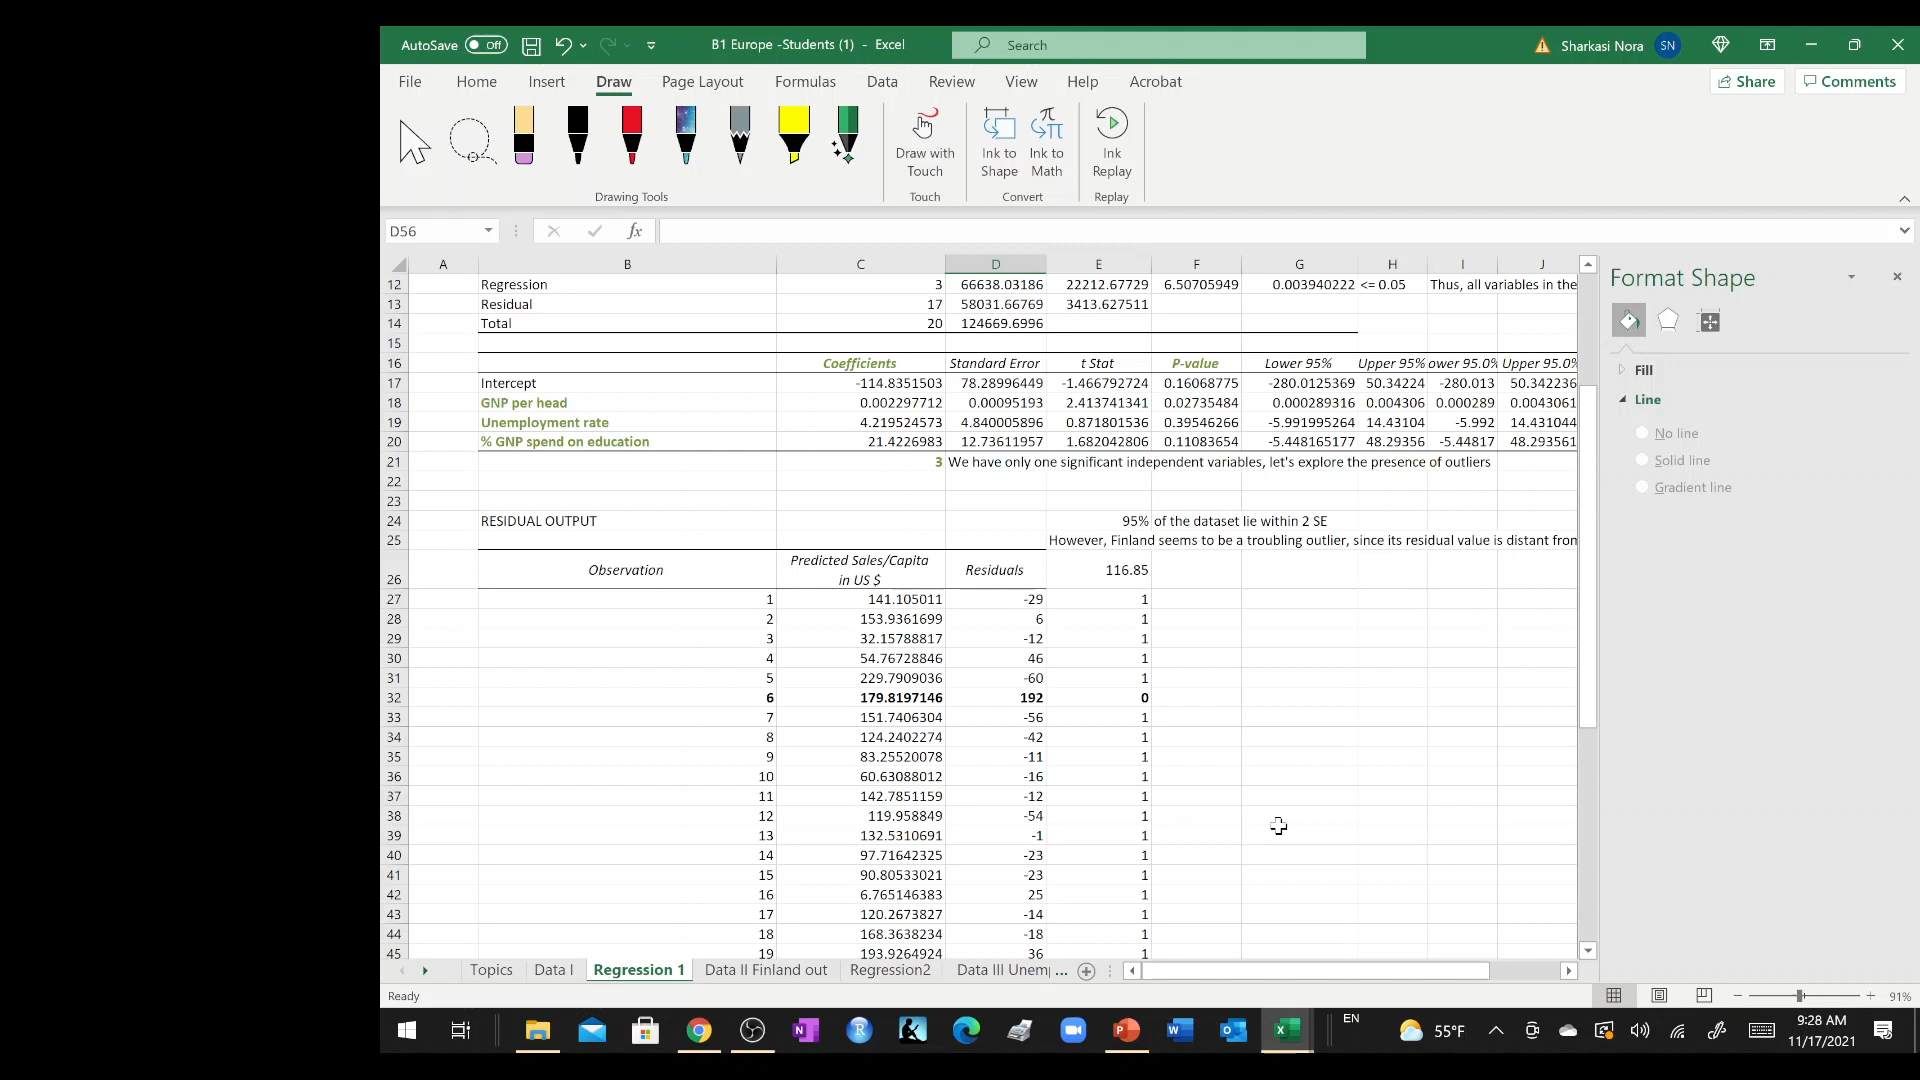 AutoSave Off B1 Europe -Students (1) - Excel Search Sharkasi Nora SN
File Home Insert Draw Page Layout Formulas Data Review View Help Acrobat Share Comments
Draw with Touch Ink to Shape Ink to Math Ink Replay
Drawing Tools Touch Convert Replay
D56 fx
A B C D E F G H I J
12 Regression 3 66638.03186 22212.67729 6.50705949 0.003940222 <= 0.05 Thus, all variables in the
13 Residual 17 58031.66769 3413.627511
14 Total 20 124669.6996
15
16 Coefficients Standard Error t Stat P-value Lower 95% Upper 95% ower 95.0% Upper 95.0%
17 Intercept -114.8351503 78.28996449 -1.466792724 0.16068775 -280.0125369 50.34224 -280.013 50.342236
18 GNP per head 0.002297712 0.00095193 2.413741341 0.02735484 0.000289316 0.004306 0.000289 0.0043061
19 Unemployment rate 4.219524573 4.840005896 0.871801536 0.39546266 -5.991995264 14.43104 -5.992 14.431044
20 % GNP spend on education 21.4226983 12.73611957 1.682042806 0.11083654 -5.448165177 48.29356 -5.44817 48.293561
21 3 We have only one significant independent variables, let's explore the presence of outliers
22
23
24 RESIDUAL OUTPUT 95% of the dataset lie within 2 SE
25 However, Finland seems to be a troubling outlier, since its residual value is distant from
26 Observation Predicted Sales/Capita in US $ Residuals 116.85
27 1 141.105011 -29 1
28 2 153.9361699 6 1
29 3 32.15788817 -12 1
30 4 54.76728846 46 1
31 5 229.7909036 -60 1
32 6 179.8197146 192 0
33 7 151.7406304 -56 1
34 8 124.2402274 -42 1
35 9 83.25520078 -11 1
36 10 60.63088012 -16 1
37 11 142.7851159 -12 1
38 12 119.958849 -54 1
39 13 132.5310691 -1 1
40 14 97.71642325 -23 1
41 15 90.80533021 -23 1
42 16 6.765146383 25 1
43 17 120.2673827 -14 1
44 18 168.3638234 -18 1
45 19 193.9264924 36 1
Topics Data I Regression 1 Data II Finland out Regression2 Data III Unemp ...
Ready 91%
Format Shape
Fill
Line
No line
Solid line
Gradient line
EN 55°F 9:28 AM
11/17/2021